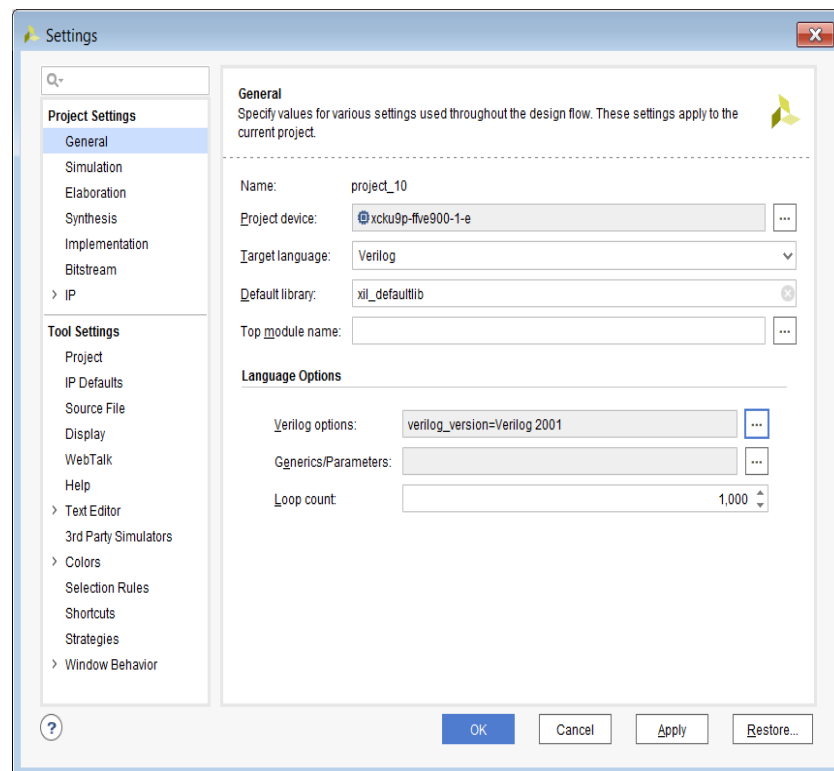 Settings
Project Settings
General
Simulation
Elaboration
Synthesis
Implementation
Bitstream
> IP
Tool Settings
Project
IP Defaults
Source File
Display
WebTalk
Help
> Text Editor
3rd Party Simulators
> Colors
Selection Rules
Shortcuts
Strategies
> Window Behavior
General
Specify values for various settings used throughout the design flow. These settings apply to the
current project.
Name: project_10
Project device: xcku9p-ffve900-1-e ...
Target language: Verilog
Default library: xil_defaultlib
Top module name: ...
Language Options
Verilog options: verilog_version=Verilog 2001 ...
Generics/Parameters: ...
Loop count: 1,000
? OK Cancel Apply Restore...